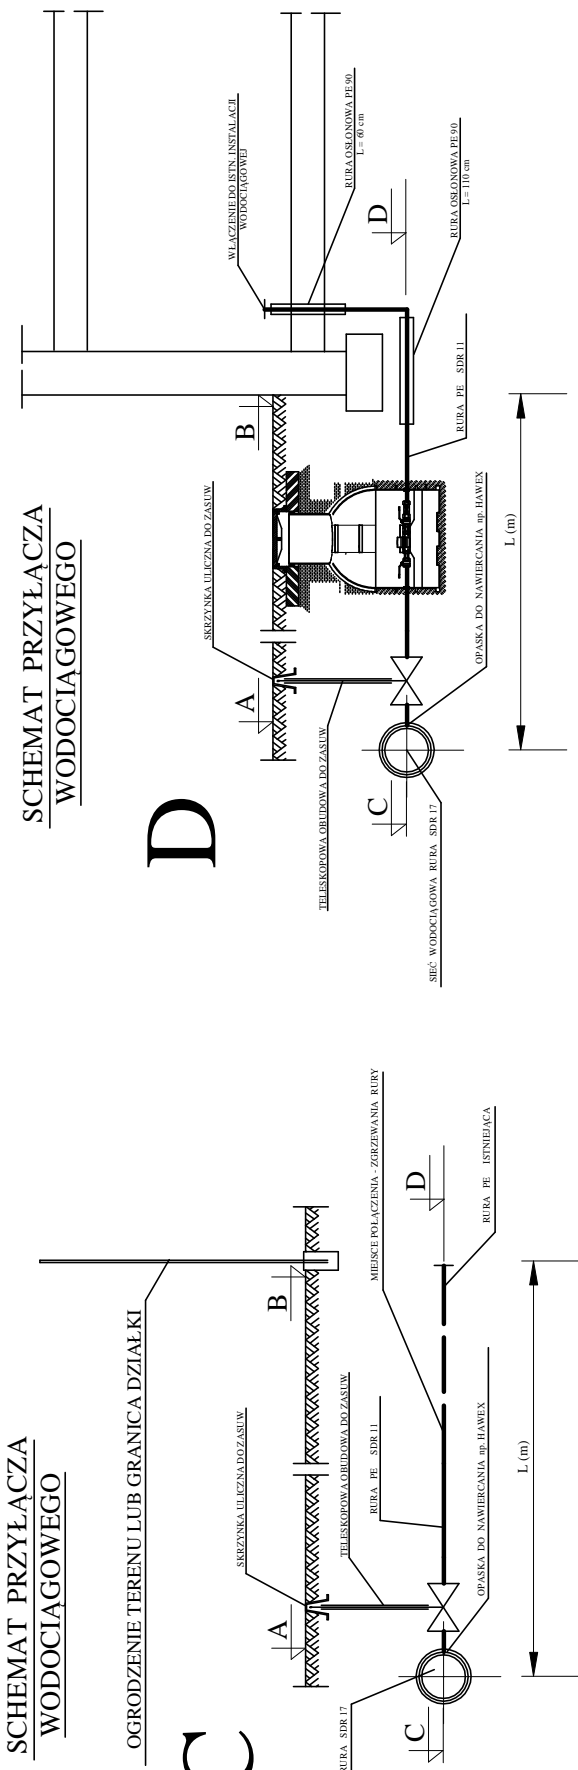 SCHEMAT PRZYŁĄCZA
WODOCIĄGOWEGO
D
SKRZYNKA ULICZNA DO ZASUW
WŁĄCZENIE DO ISTN. INSTALACJI
WODOCIĄGOWEJ
RURA OSŁONOWA PE 90
L = 60 cm
A
B
C
D
TELESKOPOWA OBUDOWA DO ZASUW
RURA OSŁONOWA PE 90
L = 110 cm
RURA PE SDR 11
OPASKA DO NAWIERCANIA np. HAWEX
SIEĆ WODOCIĄGOWA RURA SDR 17
L (m)
SCHEMAT PRZYŁĄCZA
WODOCIĄGOWEGO
OGRODZENIE TERENU LUB GRANICA DZIAŁKI
C
SKRZYNKA ULICZNA DO ZASUW
A
B
C
D
TELESKOPOWA OBUDOWA DO ZASUW
RURA PE SDR 11
MIEJSCE POŁĄCZENIA - ZGRZEWANIA RURY
RURA PE ISTNIEJĄCA
OPASKA DO NAWIERCANIA np. HAWEX
RURA SDR 17
L (m)